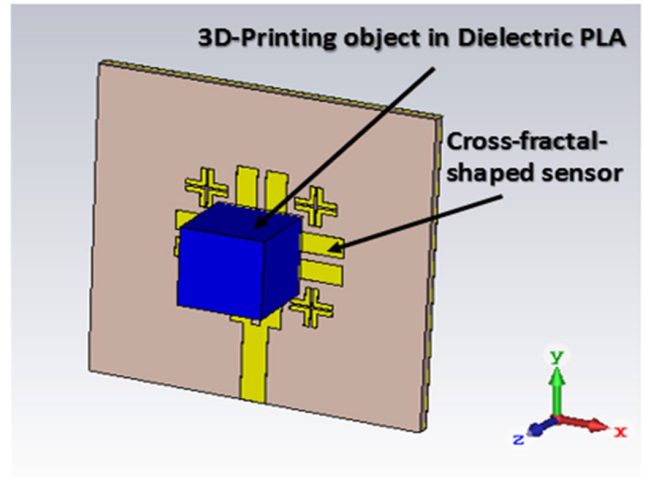 3D-Printing object in Dielectric PLA
Cross-fractal-
shaped sensor
y
z
x